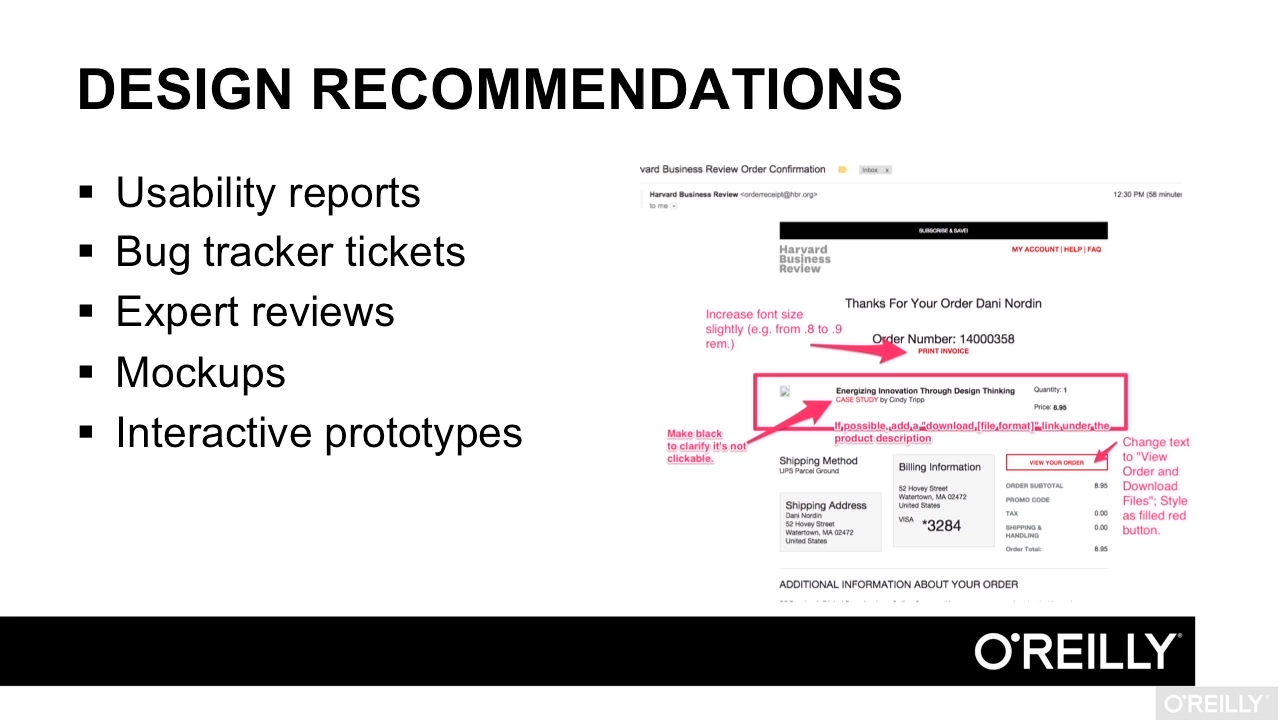 DESIGN RECOMMENDATIONS
▪ Usability reports
▪ Bug tracker tickets
▪ Expert reviews
▪ Mockups
▪ Interactive prototypes
vard Business Review Order Confirmation
Inbox x
Harvard Business Review <orderreceipt@hbr.org>
12:30 PM (58 minutes
to me
SUBSCRIBE & SAVE!
Harvard
Business
Review
MY ACCOUNT | HELP | FAQ
Thanks For Your Order Dani Nordin
Increase font size
slightly (e.g. from .8 to .9
rem.)
Order Number: 14000358
PRINT INVOICE
Energizing Innovation Through Design Thinking
CASE STUDY by Cindy Tripp
Quantity: 1
Price: 8.95
If possible, add a "download [file format]" link under the
product description
Make black
to clarify it's not
clickable.
Shipping Method
UPS Parcel Ground
Shipping Address
Dani Nordin
52 Hovey Street
Watertown, MA 02472
United States
Billing Information
52 Hovey Street
Watertown, MA 02472
United States
VISA *3284
VIEW YOUR ORDER
ORDER SUBTOTAL 8.95
PROMO CODE
TAX 0.00
SHIPPING & 0.00
HANDLING
Order Total: 8.95
Change text
to "View
Order and
Download
Files"; Style
as filled red
button.
ADDITIONAL INFORMATION ABOUT YOUR ORDER
O'REILLY®
O'REILLY®